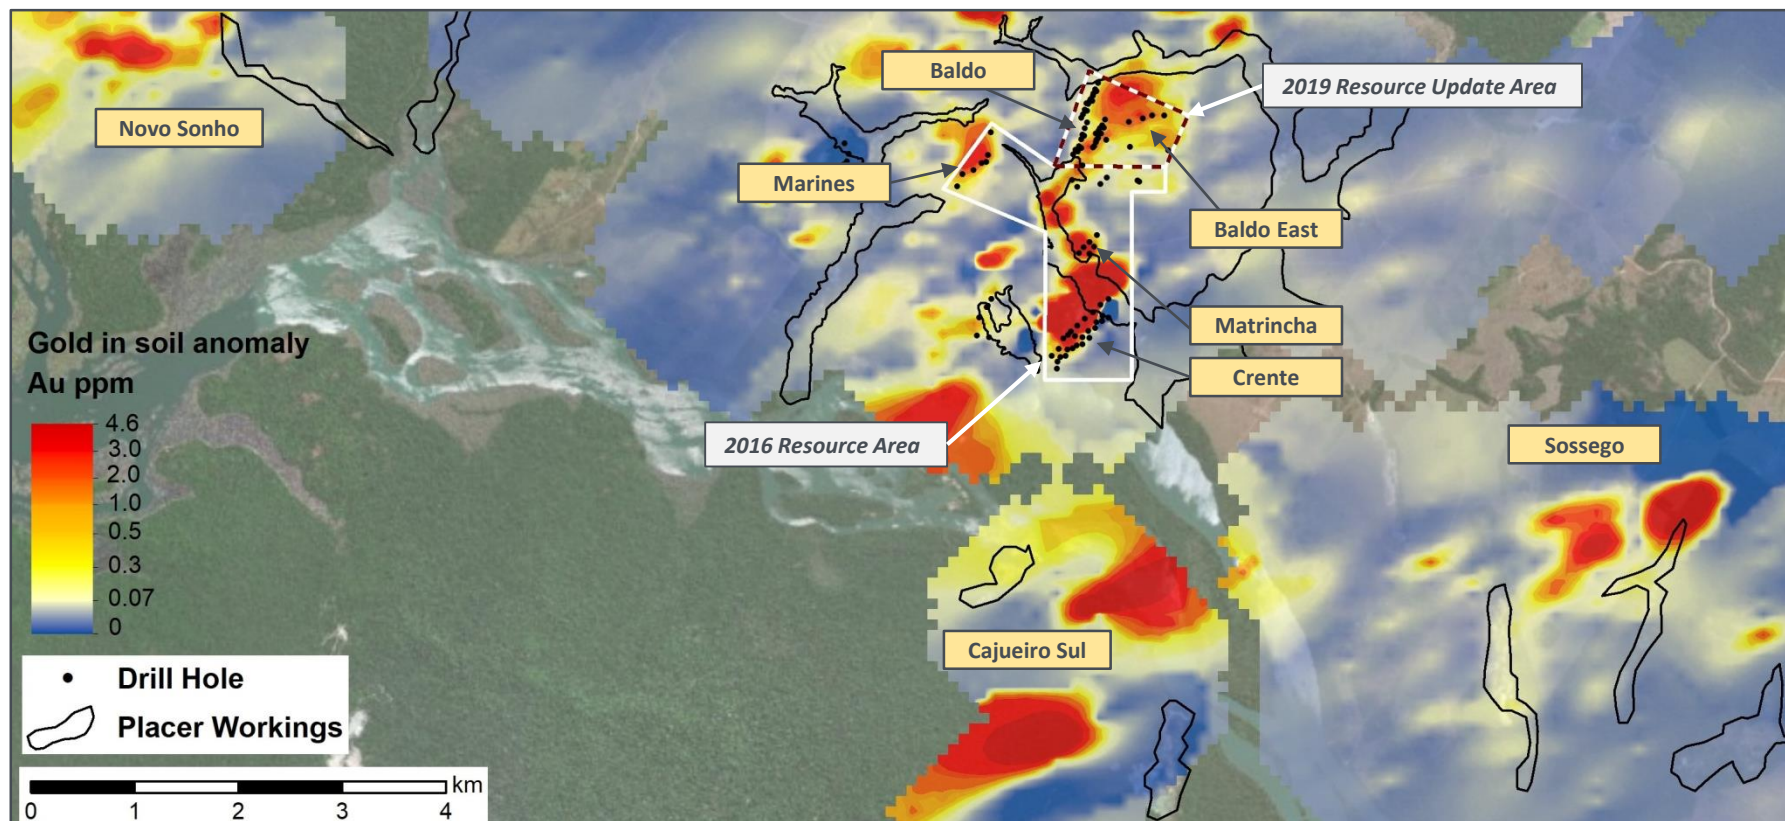 Baldo
2019 Resource Update Area
Novo Sonho
Marines
Baldo East
Matrincha
Crente
2016 Resource Area
Sossego
Cajueiro Sul
Gold in soil anomaly
Au ppm
4.6
3.0
2.0
1.0
0.5
0.3
0.07
0
Drill Hole
Placer Workings
km
0 1 2 3 4